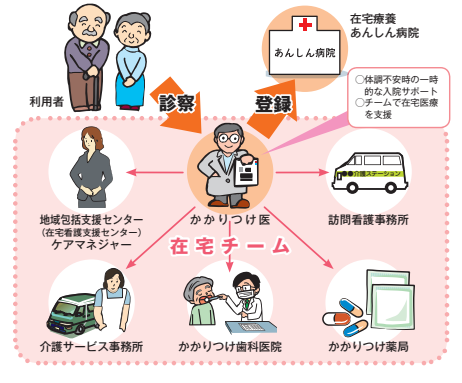 在宅療養
あんしん病院
あんしん病院
○体調不安時の一時
的な入院サポート
○チームで在宅医療
を支援
利用者
診察
登録
●●介護ステーション
地域包括支援センター
（在宅看護支援センター）
ケアマネジャー
かかりつけ医
訪問看護事務所
在宅チーム
介護サービス事務所
かかりつけ歯科医院
かかりつけ薬局